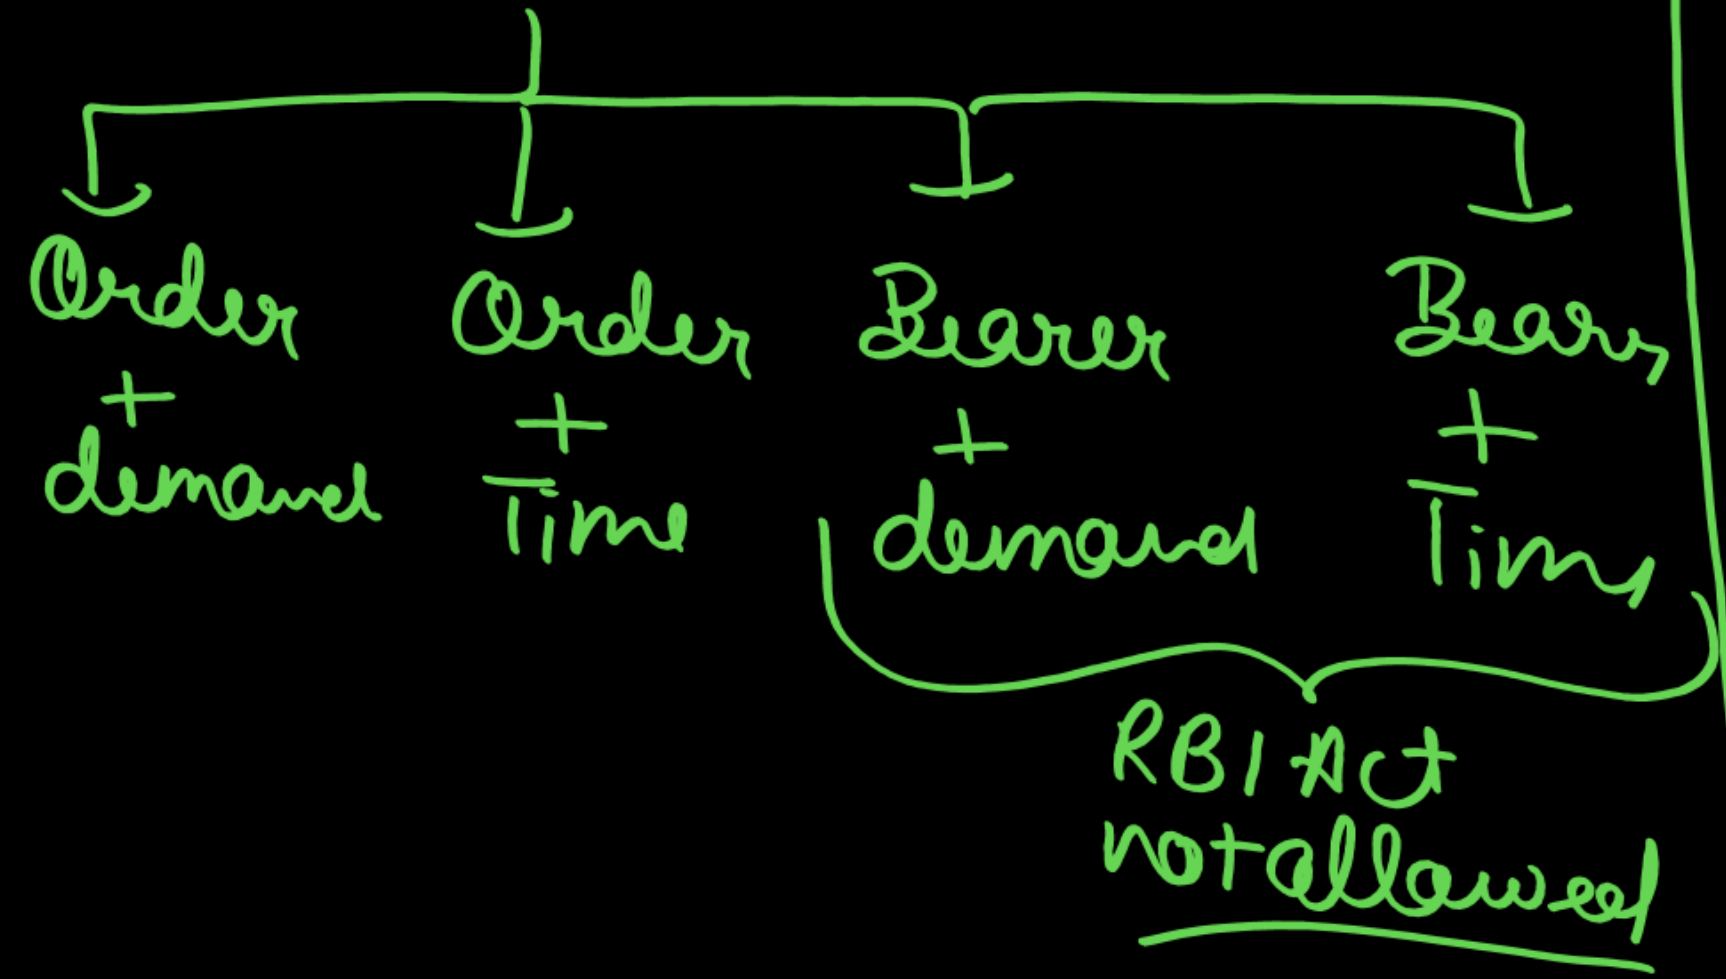 Order Order Bearer Bearer
+ + + +
demand Time demand Time
RBI Act
not allowed